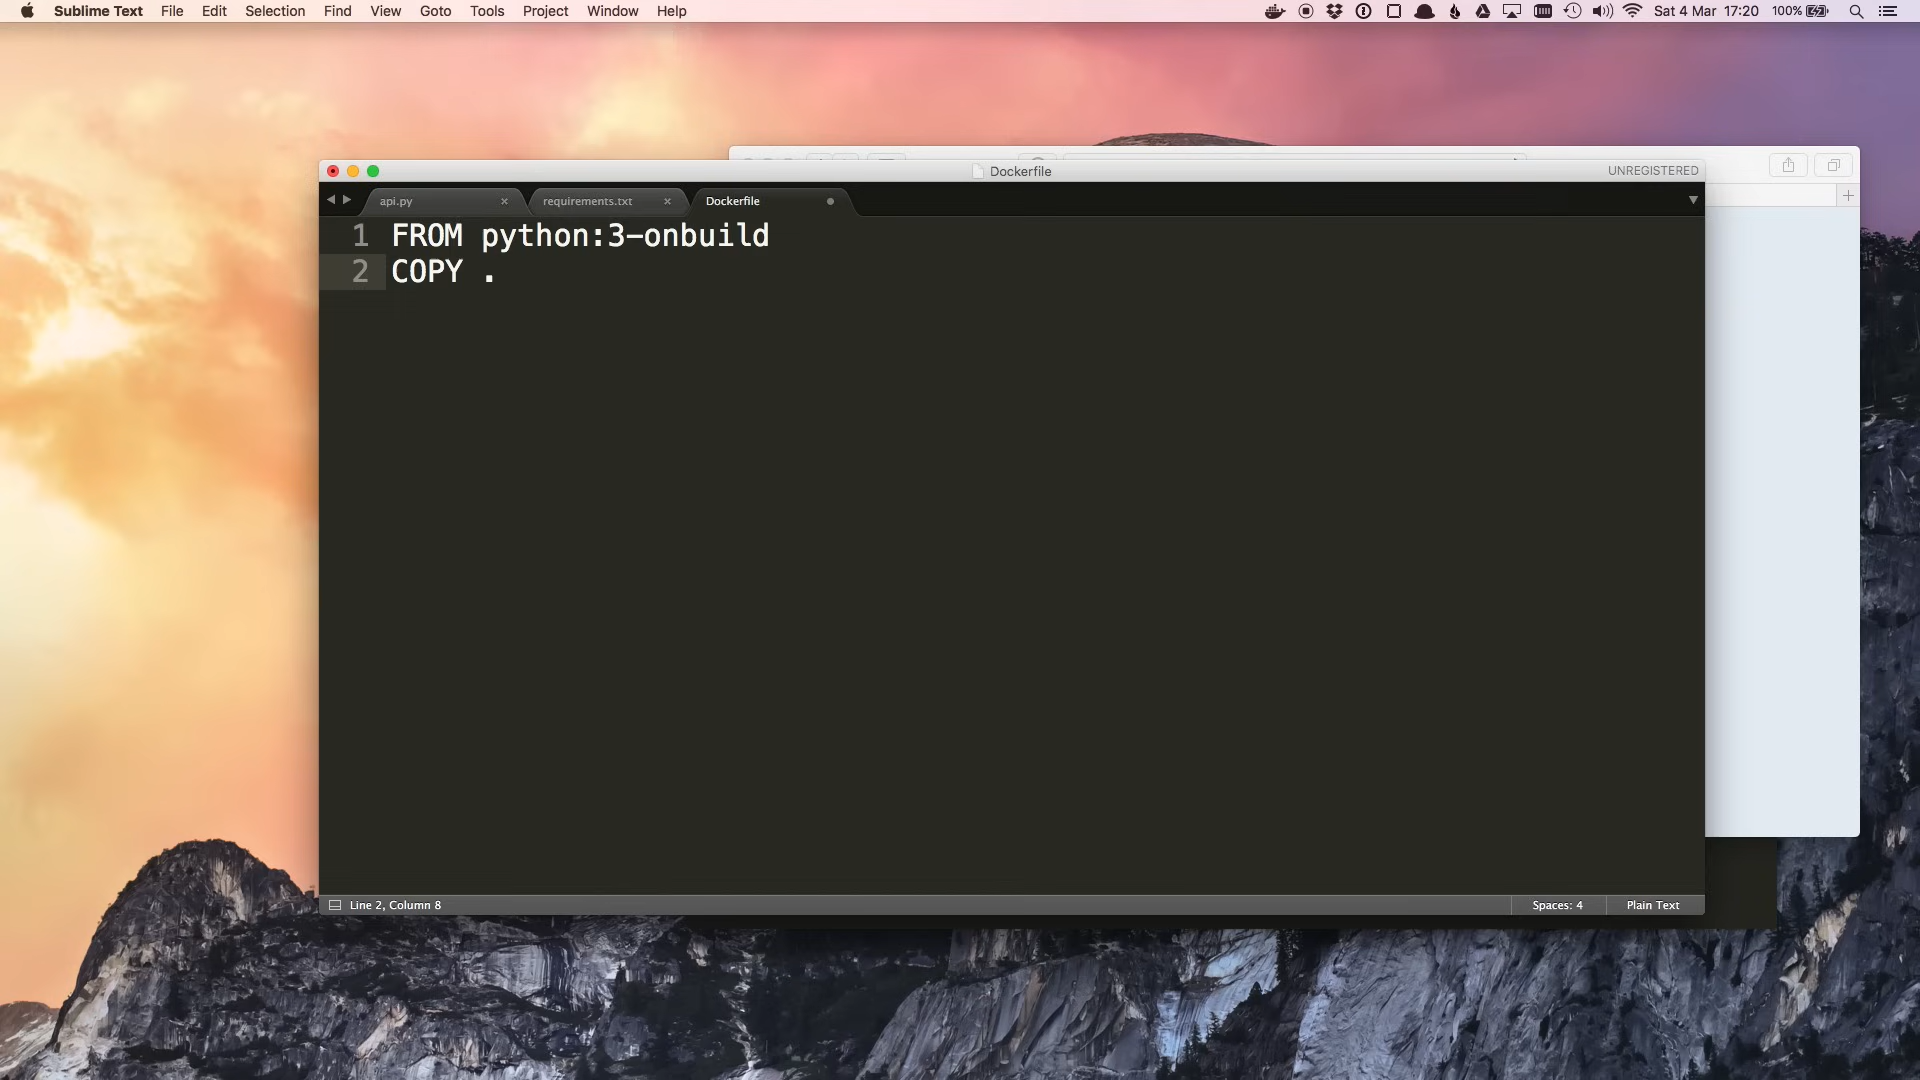 Sublime Text File Edit Selection Find View Goto Tools Project Window Help Sat 4 Mar 17:20 100%
Dockerfile UNREGISTERED
api.py requirements.txt Dockerfile
1 FROM python:3-onbuild
2 COPY .
Line 2, Column 8 Spaces: 4 Plain Text